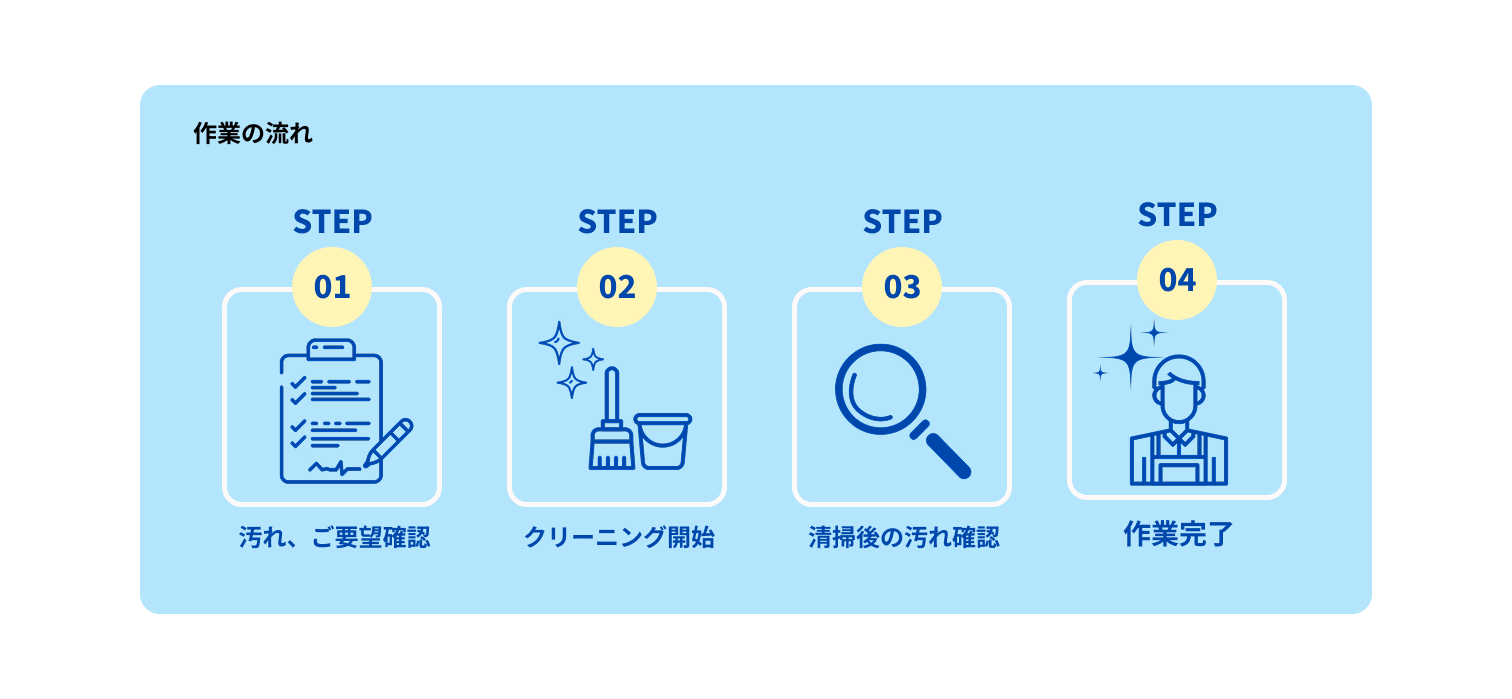 作業の流れ
STEP
01
汚れ、ご要望確認
STEP
02
クリーニング開始
STEP
03
清掃後の汚れ確認
STEP
04
作業完了